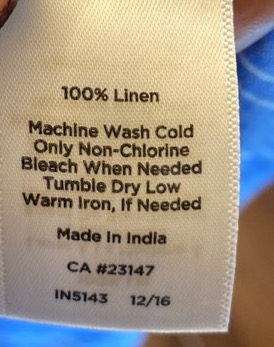 100% Linen
Machine Wash Cold
Only Non-Chlorine
Bleach When Needed
Tumble Dry Low
Warm Iron, If Needed
Made In India
CA #23147
IN5143 12/16